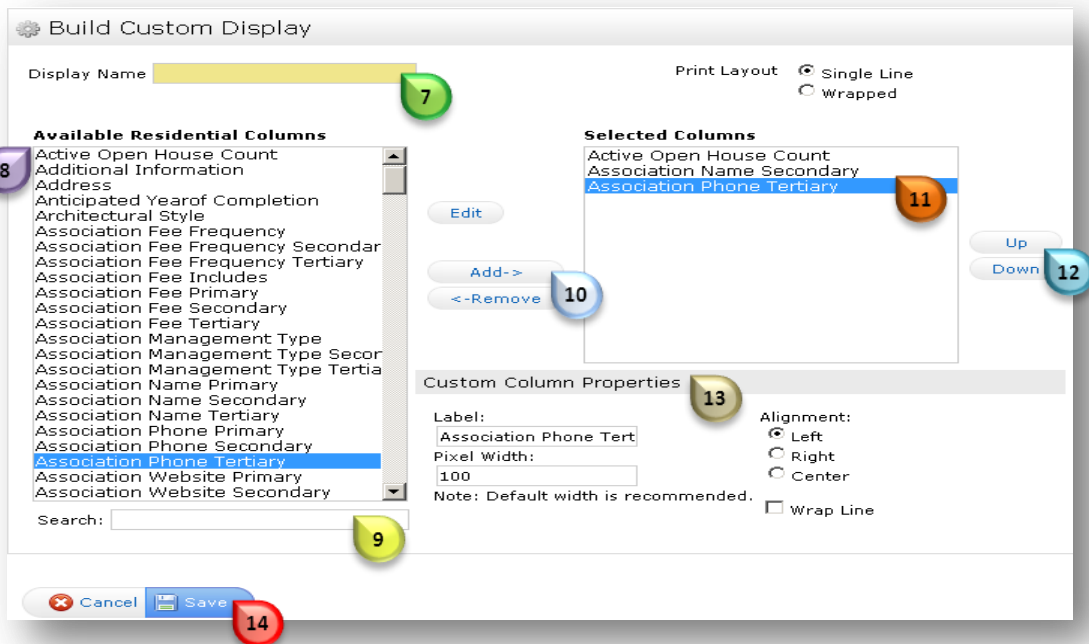 Build Custom Display
Display Name
7
Print Layout
Single Line
Wrapped
Available Residential Columns
8
Active Open House Count
Additional Information
Address
Anticipated Yearof Completion
Architectural Style
Association Fee Frequency
Association Fee Frequency Secondar
Association Fee Frequency Tertiary
Association Fee Includes
Association Fee Primary
Association Fee Secondary
Association Fee Tertiary
Association Management Type
Association Management Type Secor
Association Management Type Tertia
Association Name Primary
Association Name Secondary
Association Name Tertiary
Association Phone Primary
Association Phone Secondary
Association Phone Tertiary
Association Website Primary
Association Website Secondary
Search:
9
Edit
Add->
<-Remove
10
Selected Columns
Active Open House Count
Association Name Secondary
Association Phone Tertiary
11
Up
Down
12
Custom Column Properties
13
Label:
Association Phone Tert
Pixel Width:
100
Note: Default width is recommended.
Alignment:
Left
Right
Center
Wrap Line
Cancel
Save
14